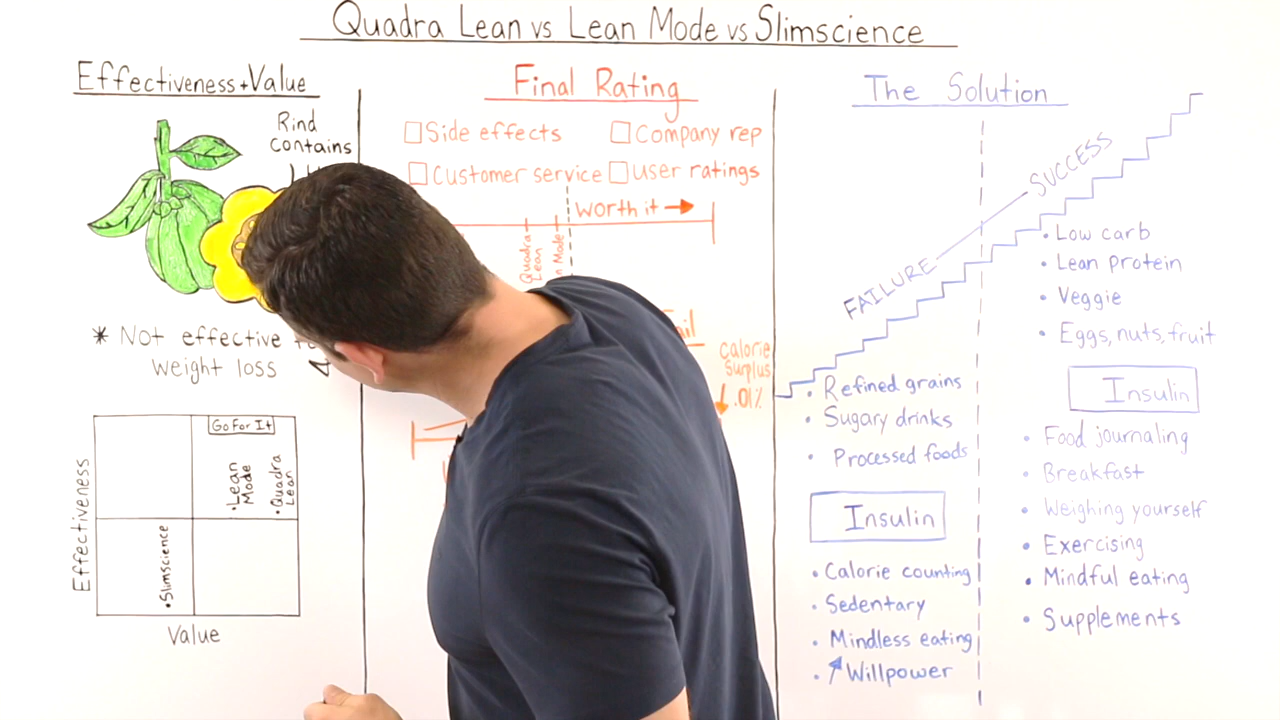 Quadra Lean vs Lean Mode vs Slimscience
Effectiveness + Value
Rind
contains
* Not effective
weight loss
Go For It
Lean
Mode
Quadra
Lean
Slimscience
Effectiveness
Value
Final Rating
Side effects
Company rep
Customer service
User ratings
Worth it
Quadra
Lean
Mode
Calorie
Surplus
.01%
The Solution
FAILURE
SUCCESS
• Refined grains
• Sugary drinks
• Processed foods
Insulin
• Calorie counting
• Sedentary
• Mindless eating
• Willpower
• Low carb
• Lean protein
• Veggie
• Eggs, nuts, fruit
Insulin
• Food journaling
• Breakfast
• Weighing yourself
• Exercising
• Mindful eating
• Supplements